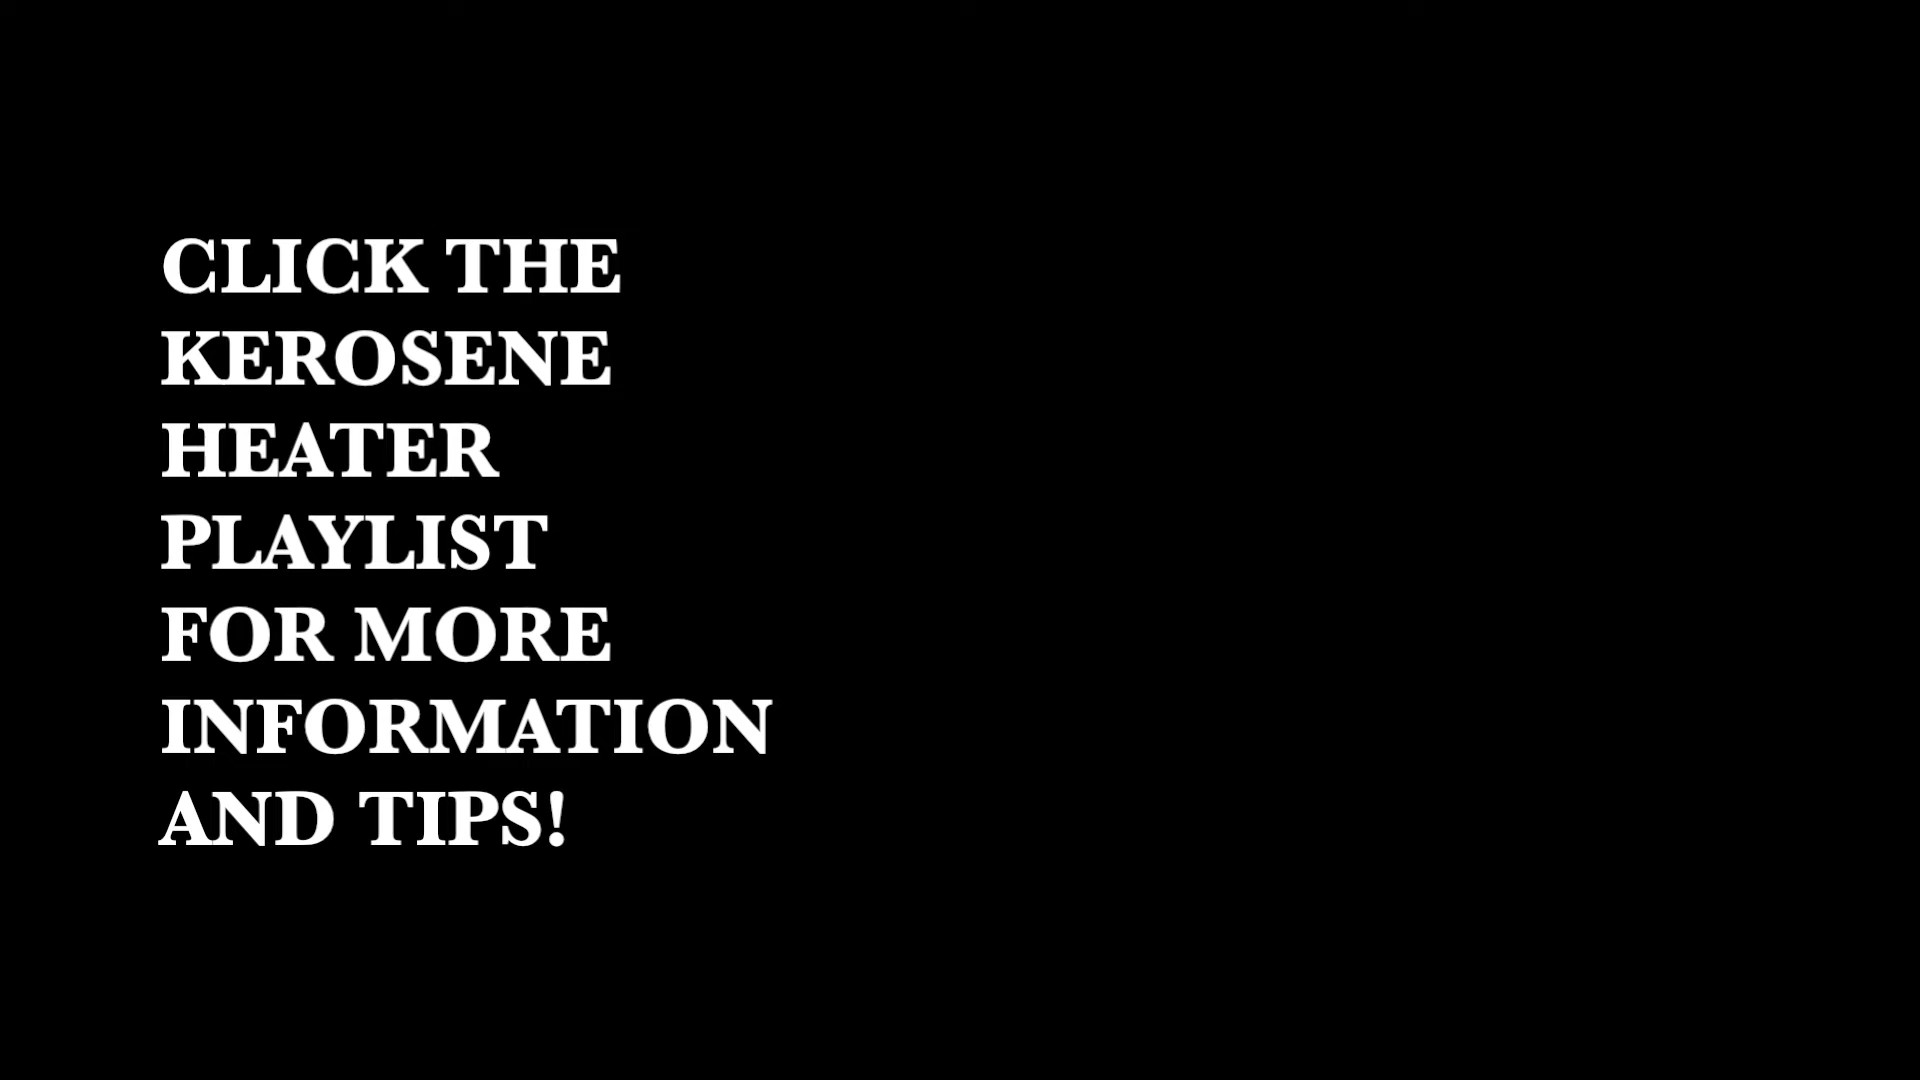 CLICK THE
KEROSENE
HEATER
PLAYLIST
FOR MORE
INFORMATION
AND TIPS!